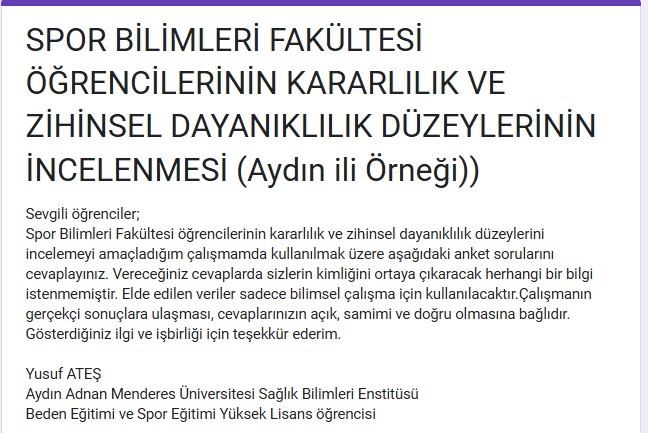 SPOR BİLİMLERİ FAKÜLTESİ
ÖĞRENCİLERİNİN KARARLILIK VE
ZİHİNSEL DAYANIKLILIK DÜZEYLERİNİN
İNCELENMESİ (Aydın ili Örneği))
Sevgili öğrenciler;
Spor Bilimleri Fakültesi öğrencilerinin kararlılık ve zihinsel dayanıklılık düzeylerini
incelemeyi amaçladığım çalışmamda kullanılmak üzere aşağıdaki anket sorularını
cevaplayınız. Vereceğiniz cevaplarda sizlerin kimliğini ortaya çıkaracak herhangi bir bilgi
istenmemiştir. Elde edilen veriler sadece bilimsel çalışma için kullanılacaktır.Çalışmanın
gerçekçi sonuçlara ulaşması, cevaplarınızın açık, samimi ve doğru olmasına bağlıdır.
Gösterdiğiniz ilgi ve işbirliği için teşekkür ederim.
Yusuf ATEŞ
Aydın Adnan Menderes Üniversitesi Sağlık Bilimleri Enstitüsü
Beden Eğitimi ve Spor Eğitimi Yüksek Lisans öğrencisi